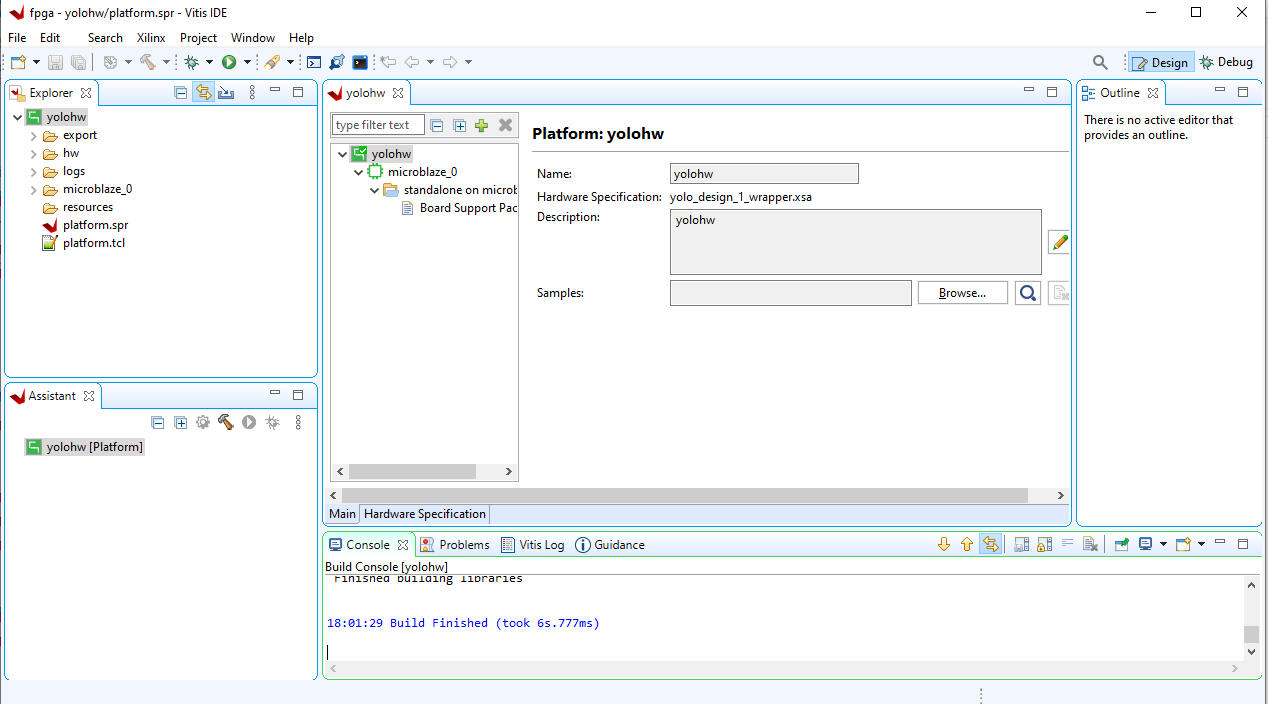 fpga - yolohw/platform.spr - Vitis IDE
File Edit Search Xilinx Project Window Help
Design Debug
Explorer
yolohw
export
hw
logs
microblaze_0
resources
platform.spr
platform.tcl
Assistant
yolohw [Platform]
yolohw
type filter text
yolohw
microblaze_0
standalone on microb
Board Support Pac
Platform: yolohw
Name: yolohw
Hardware Specification: yolo_design_1_wrapper.xsa
Description: yolohw
Samples: Browse...
Main Hardware Specification
Outline
There is no active editor that
provides an outline.
Console Problems Vitis Log Guidance
Build Console [yolohw]
'Finished building libraries
18:01:29 Build Finished (took 6s.777ms)